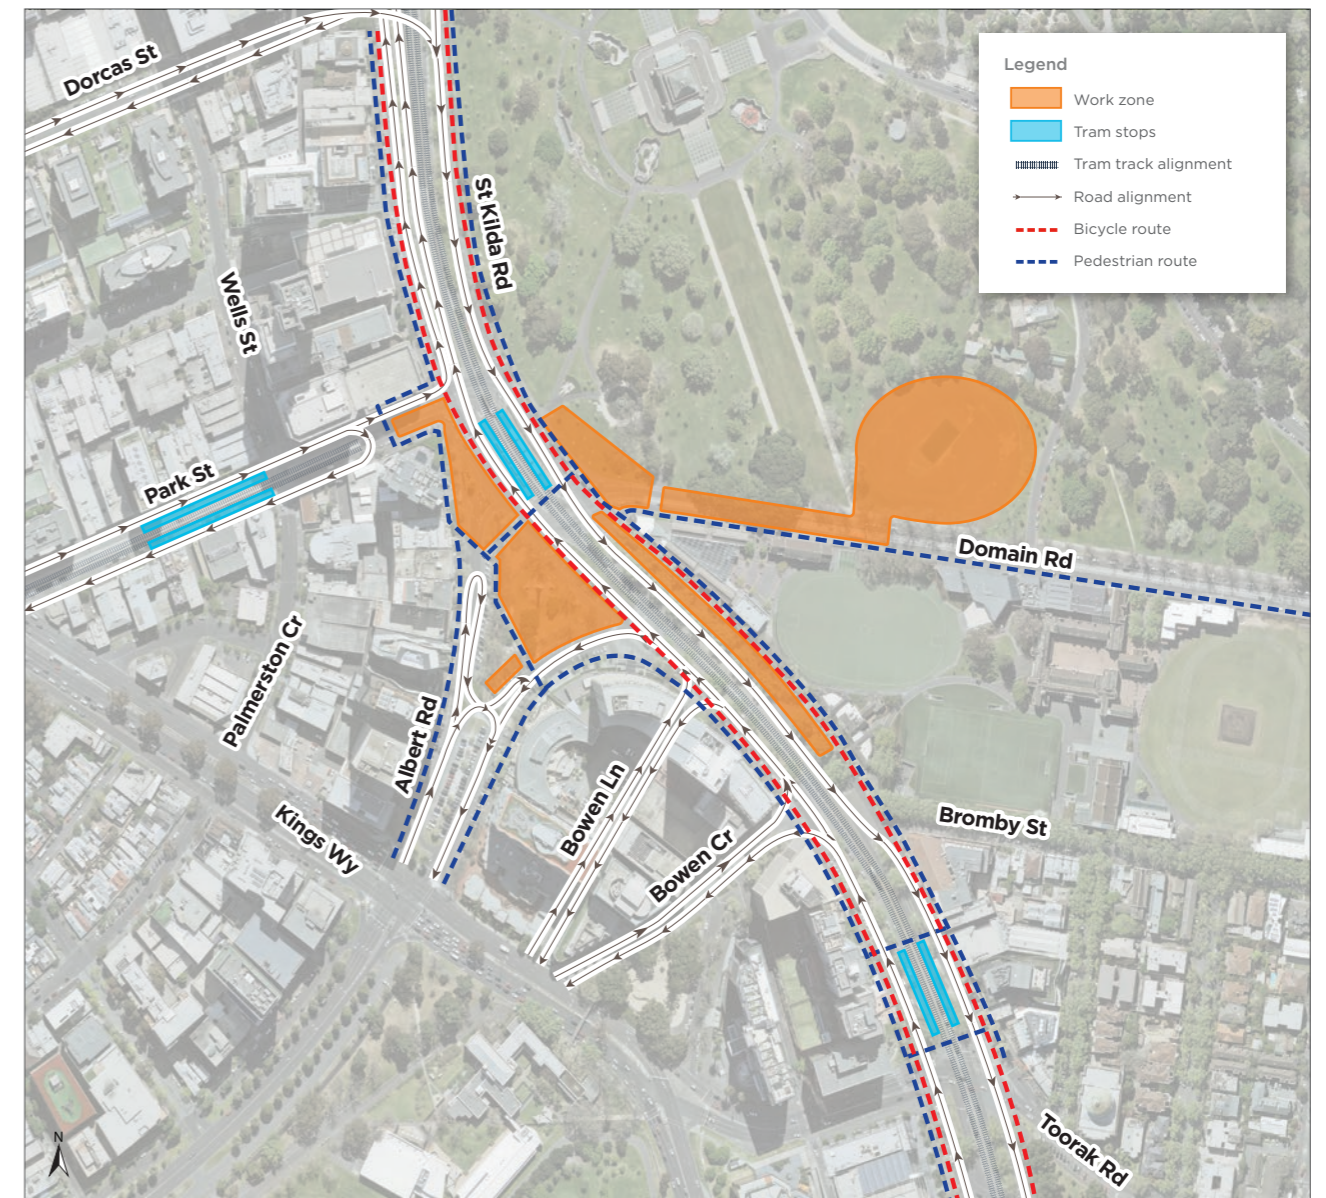 Dorcas St
Legend
Work zone
Tram stops
Tram track alignment
Road alignment
Bicycle route
Pedestrian route
St Kilda Rd
Wells St
Park St
Domain Rd
Palmerston Cr
Albert Rd
Kings Wy
Bowen Ln
Bowen Cr
Bromby St
Toorak Rd
N